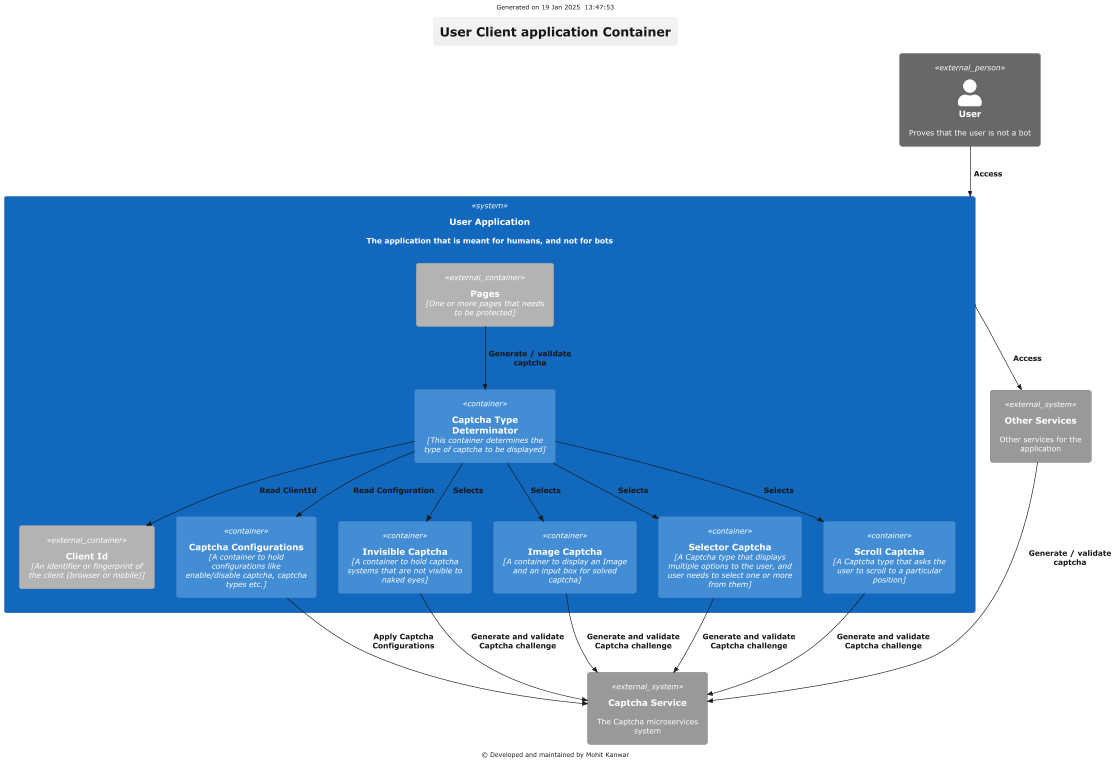 Generated on 19 Jan 2025  13:47:53
User Client application Container
«external_person»
User
Proves that the user is not a bot
Access
«system»
User Application
The application that is meant for humans, and not for bots
«external_container»
Pages
[One or more pages that needs
to be protected]
Generate / validate
captcha
Access
«container»
Captcha Type
Determinator
[This container determines the
type of captcha to be displayed]
«external_system»
Other Services
Other services for the
application
Read ClientId
Read Configuration
Selects
Selects
Selects
Selects
«external_container»
Client Id
[An identifier or fingerprint of
the client (browser or mobile)]
«container»
Captcha Configurations
[A container to hold
configurations like
enable/disable captcha, captcha
types etc.]
«container»
Invisible Captcha
[A container to hold captcha
systems that are not visible to
naked eyes]
«container»
Image Captcha
[A container to display an Image
and an input box for solved
captcha]
«container»
Selector Captcha
[A Captcha type that displays
multiple options to the user, and
user needs to select one or more
from them]
«container»
Scroll Captcha
[A Captcha type that asks the
user to scroll to a particular
position]
Generate / validate
captcha
Apply Captcha
Configurations
Generate and validate
Captcha challenge
Generate and validate
Captcha challenge
Generate and validate
Captcha challenge
Generate and validate
Captcha challenge
«external_system»
Captcha Service
The Captcha microservices
system
© Developed and maintained by Mohit Kanwar